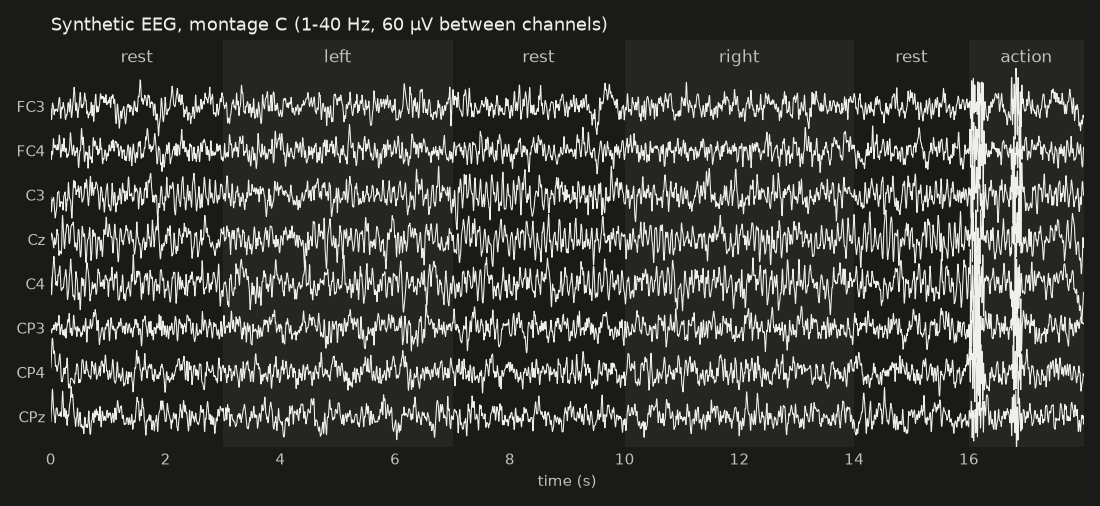 Synthetic EEG, montage C (1-40 Hz, 60 µV between channels)
rest left rest right rest action
FC3
FC4
C3
Cz
C4
CP3
CP4
CPz
0 2 4 6 8 10 12 14 16
time (s)